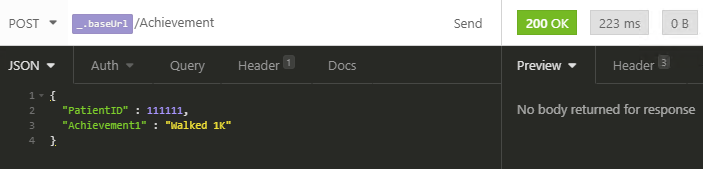 POST _.baseUrl /Achievement Send 200 OK 223 ms 0 B
JSON Auth Query Header 1 Docs Preview Header 3
1 {
2 "PatientID" : 111111,
3 "Achievement1" : "Walked 1K"
4 }
No body returned for response